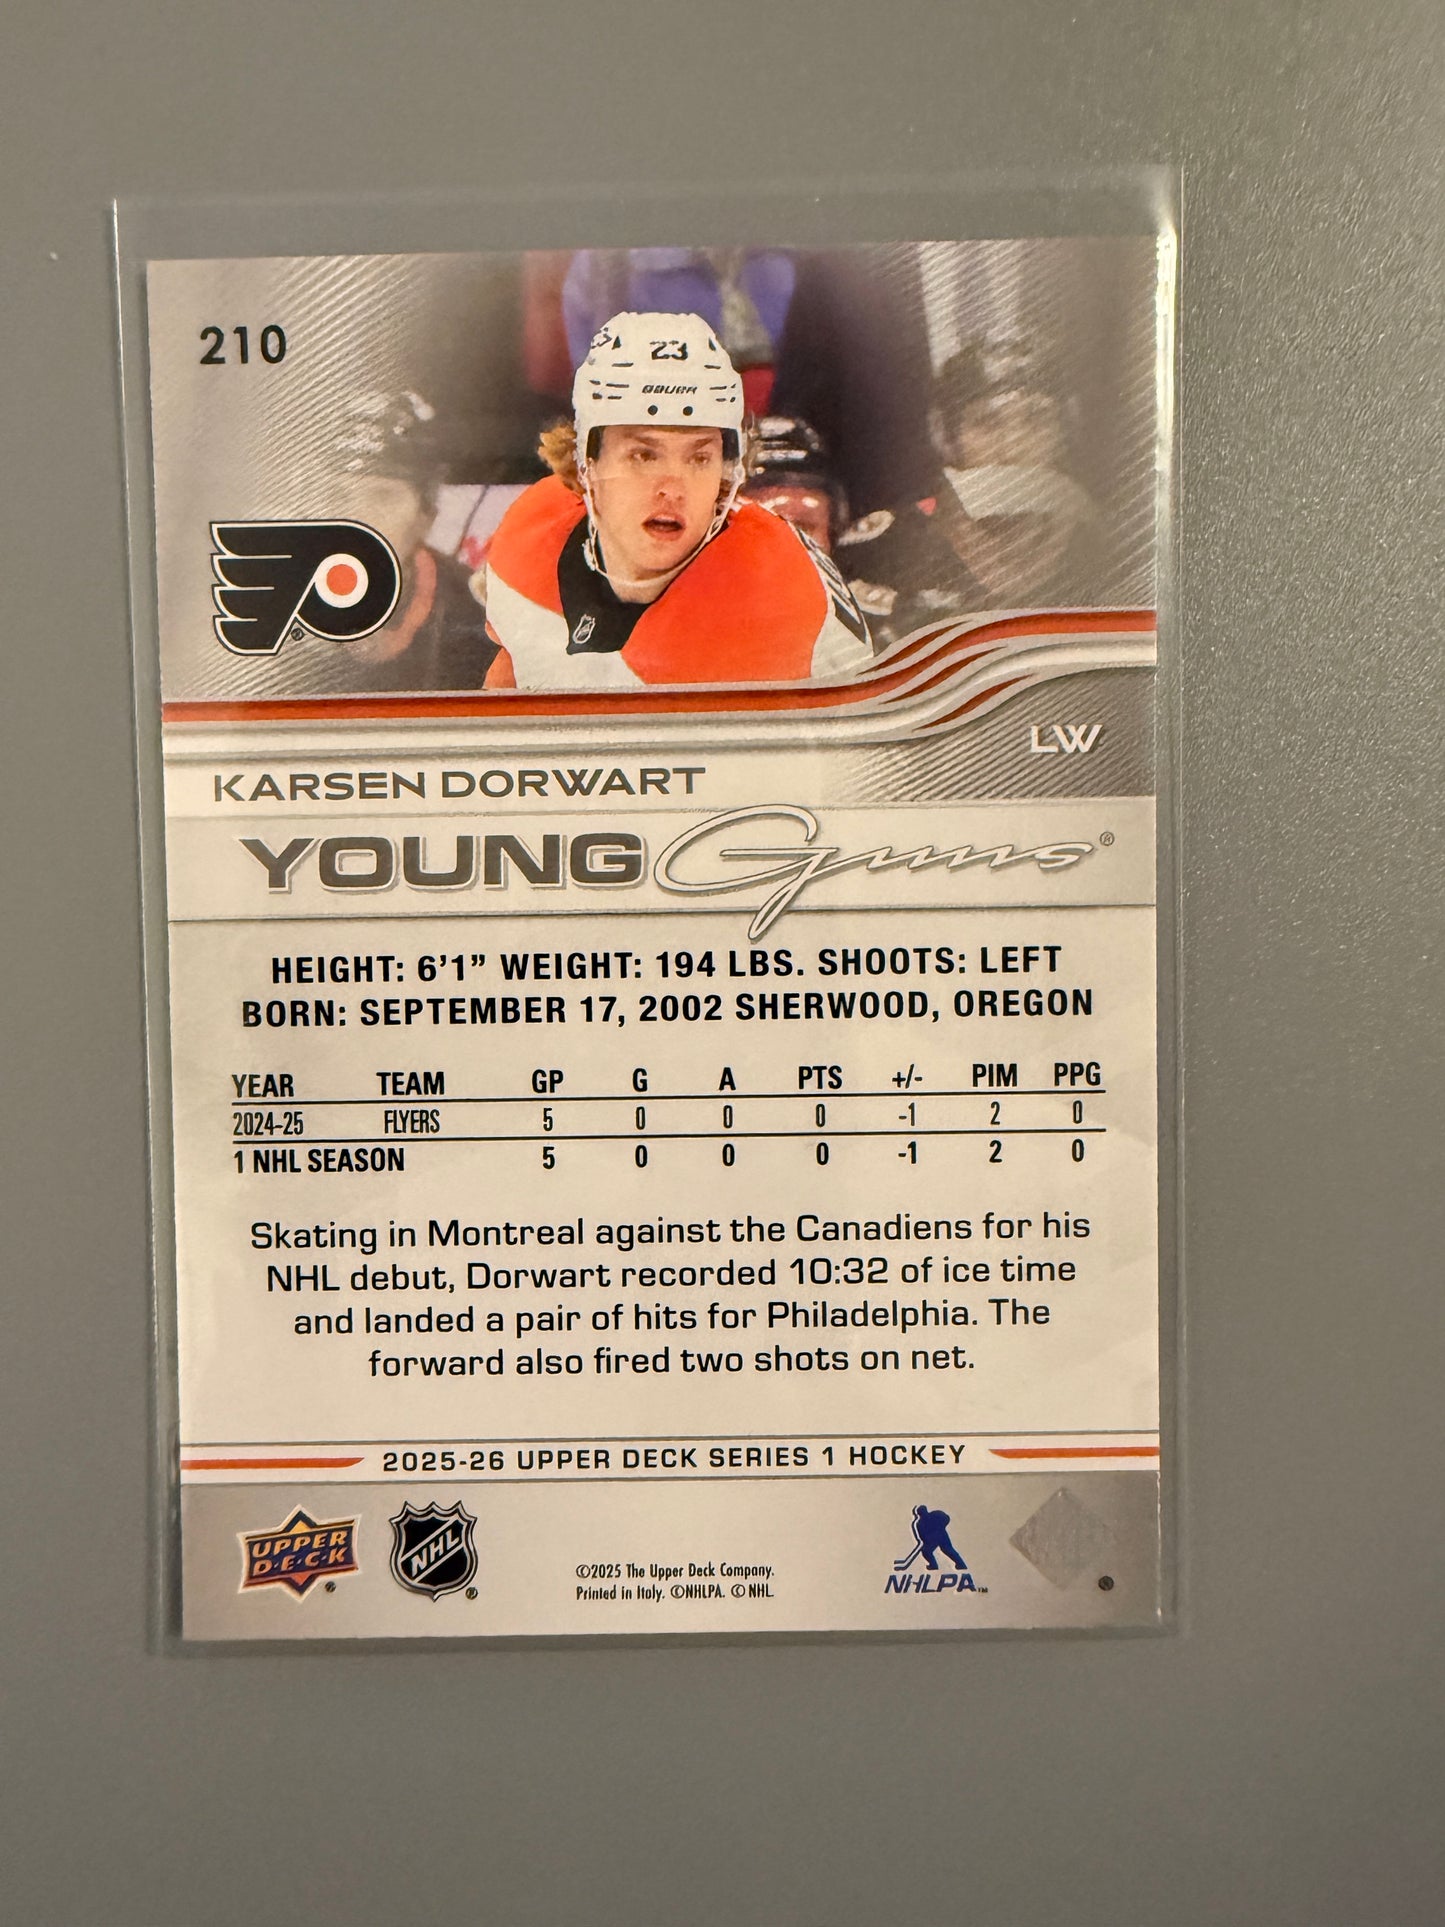 210
23
BAUER
LW
KARSEN DORWART
YOUNG Guns®
HEIGHT: 6'1" WEIGHT: 194 LBS. SHOOTS: LEFT
BORN: SEPTEMBER 17, 2002 SHERWOOD, OREGON
YEAR TEAM GP G A PTS +/- PIM PPG
2024-25 FLYERS 5 0 0 0 -1 2 0
1 NHL SEASON 5 0 0 0 -1 2 0
Skating in Montreal against the Canadiens for his
NHL debut, Dorwart recorded 10:32 of ice time
and landed a pair of hits for Philadelphia. The
forward also fired two shots on net.
2025-26 UPPER DECK SERIES 1 HOCKEY
UPPER
D•E•C•K
NHL
©2025 The Upper Deck Company.
Printed in Italy. ©NHLPA. © NHL
NHLPA™